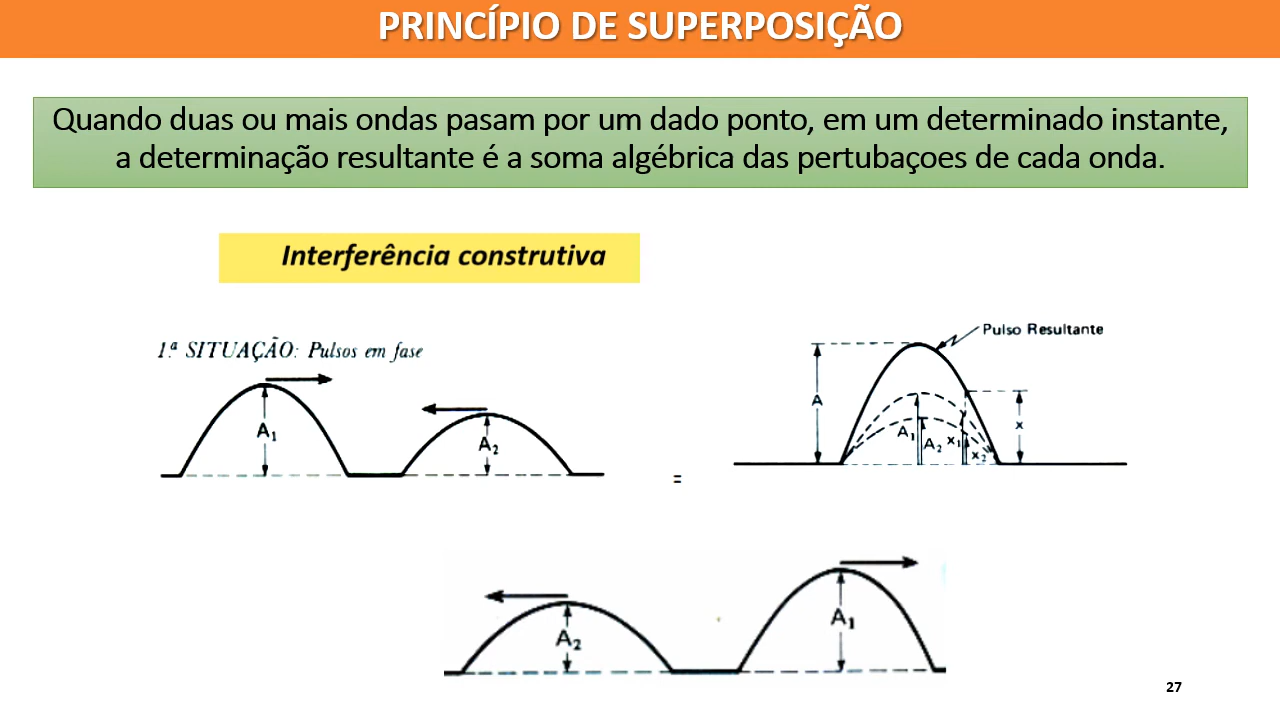 PRINCÍPIO DE SUPERPOSIÇÃO
Quando duas ou mais ondas pasam por um dado ponto, em um determinado instante,
a determinação resultante é a soma algébrica das pertubaçoes de cada onda.
Interferência construtiva
1.ª SITUAÇÃO: Pulsos em fase
A₁
A₂
=
Pulso Resultante
A
A₁
A₂
x₁
x₂
x
A₂
A₁
27